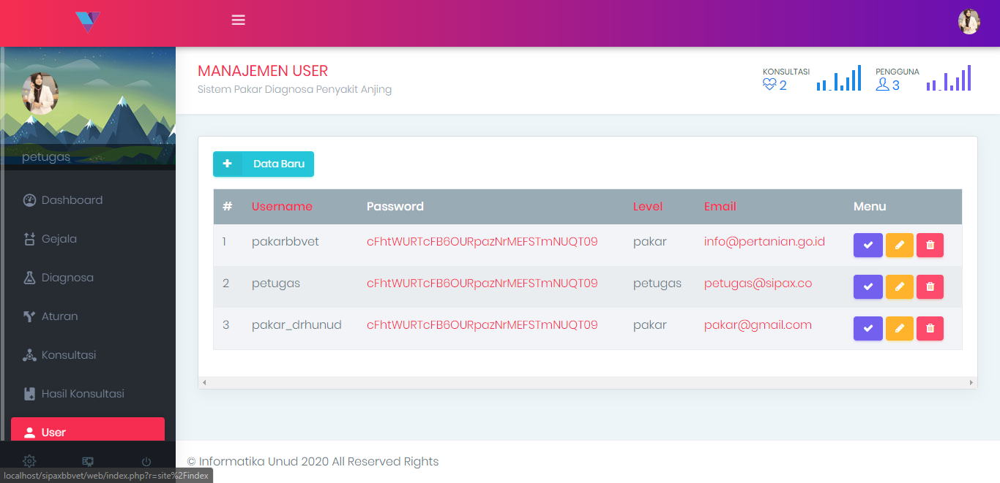 MANAJEMEN USER
Sistem Pakar Diagnosa Penyakit Anjing
KONSULTASI
2
PENGGUNA
3
petugas
Dashboard
Gejala
Diagnosa
Aturan
Konsultasi
Hasil Konsultasi
User
Data Baru
# Username Password Level Email Menu
1 pakarbbvet cFhtWURTcFB6OURpazNrMEFSTmNUQT09 pakar info@pertanian.go.id
2 petugas cFhtWURTcFB6OURpazNrMEFSTmNUQT09 petugas petugas@sipax.co
3 pakar_drhunud cFhtWURTcFB6OURpazNrMEFSTmNUQT09 pakar pakar@gmail.com
© Informatika Unud 2020 All Reserved Rights
localhost/sipaxbbvet/web/index.php?r=site%2Findex